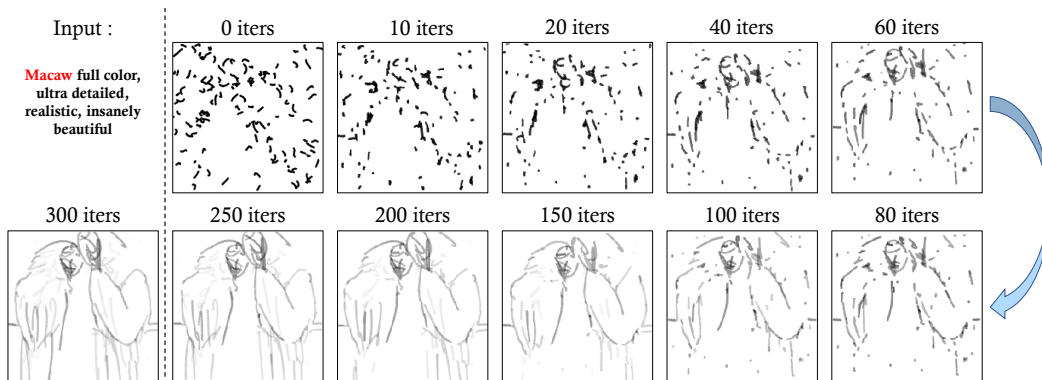 Input :
0 iters
10 iters
20 iters
40 iters
60 iters
Macaw full color,
ultra detailed,
realistic, insanely
beautiful
300 iters
250 iters
200 iters
150 iters
100 iters
80 iters